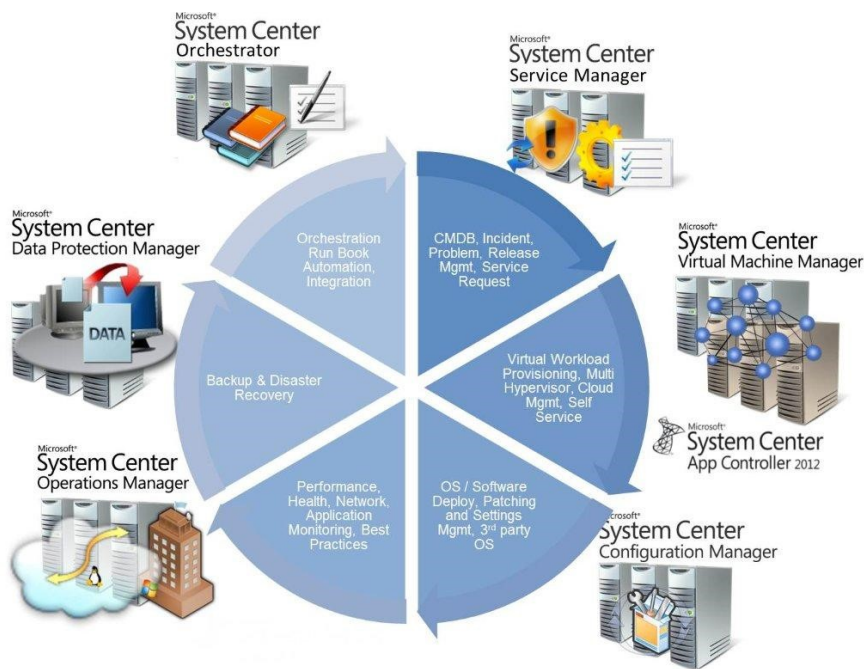 Microsoft®
System Center
Orchestrator
Microsoft®
System Center
Service Manager
Microsoft®
System Center
Data Protection Manager
Microsoft®
System Center
Virtual Machine Manager
Orchestration
Run Book
Automation,
Integration
CMDB, Incident,
Problem, Release
Mgmt, Service
Request
DATA
Backup & Disaster
Recovery
Virtual Workload
Provisioning, Multi
Hypervisor, Cloud
Mgmt, Self
Service
Microsoft®
System Center
App Controller 2012
Microsoft®
System Center
Operations Manager
Performance,
Health, Network,
Application
Monitoring, Best
Practices
OS / Software
Deploy, Patching
and Settings
Mgmt, 3rd party
OS
Microsoft®
System Center
Configuration Manager